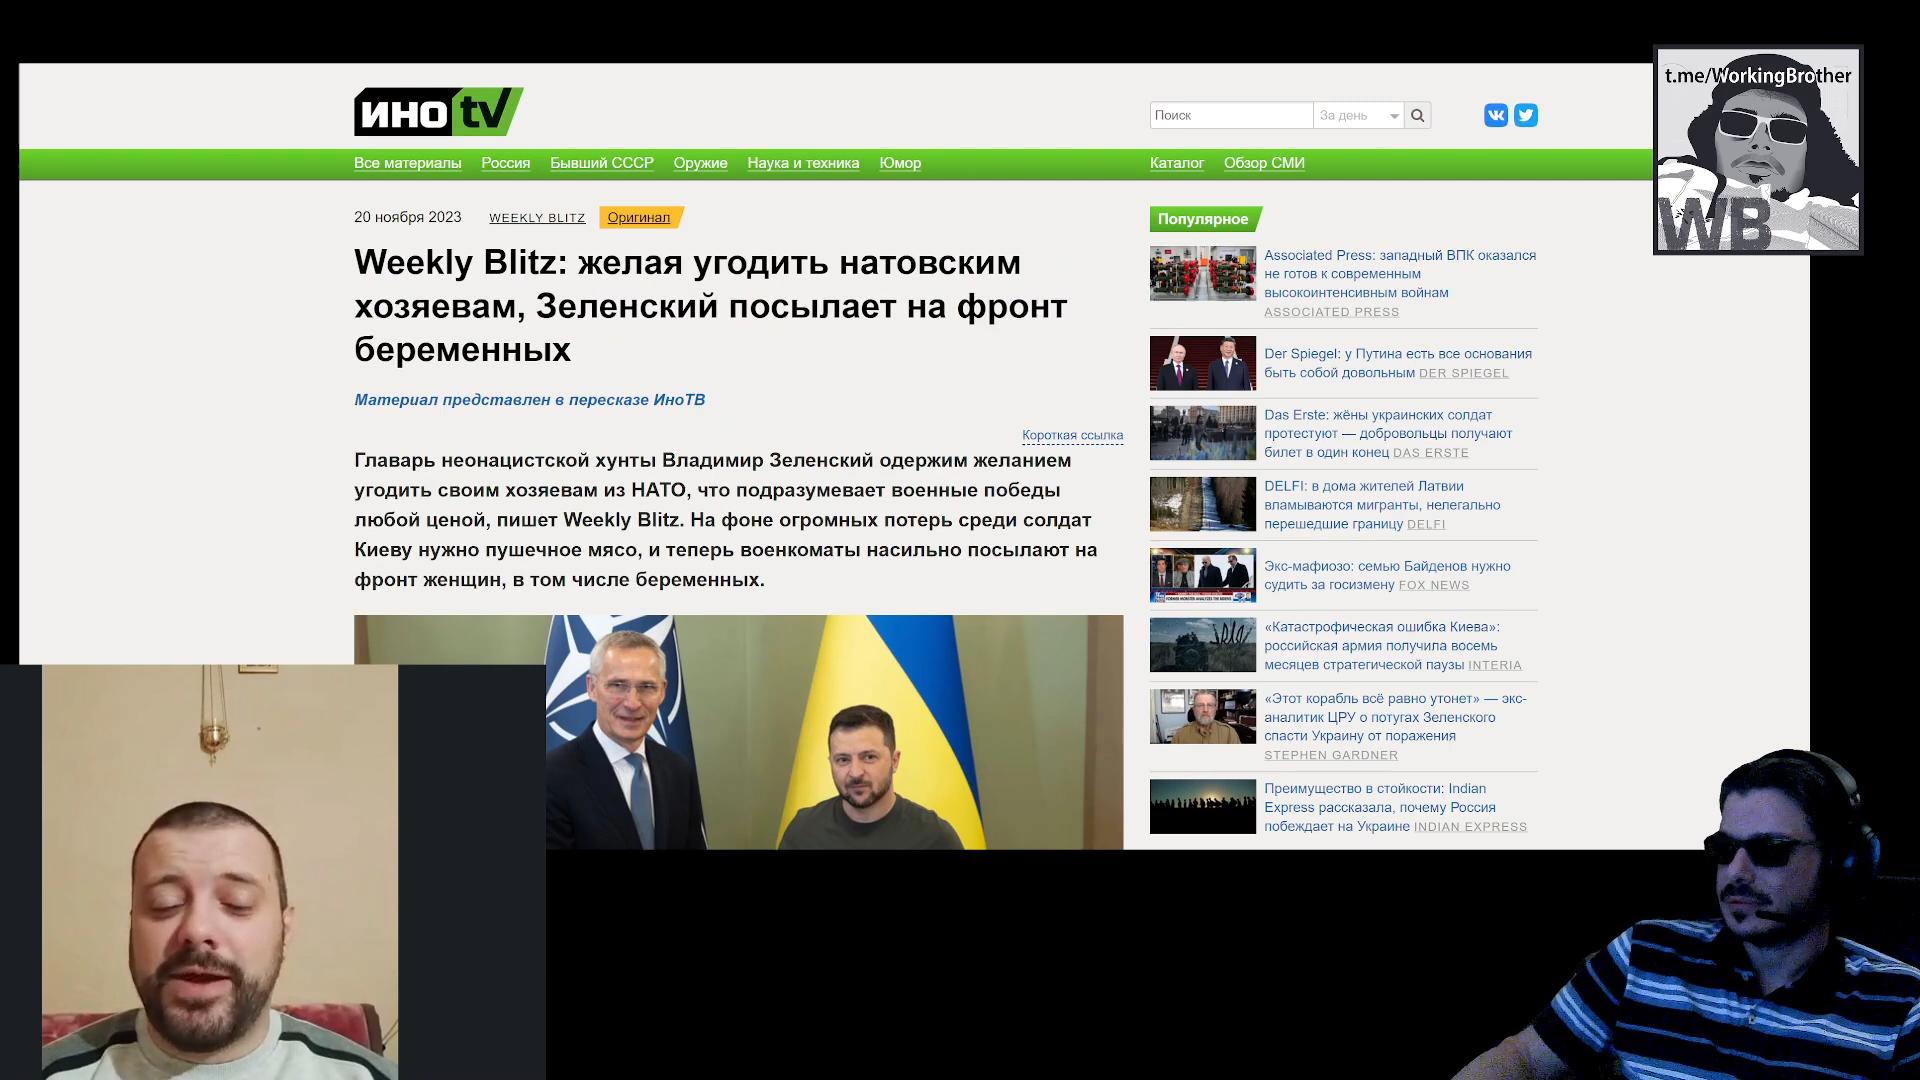 ино tv
Поиск
За день
Все материалы Россия Бывший СССР Оружие Наука и техника Юмор
Каталог Обзор СМИ
20 ноября 2023 WEEKLY BLITZ Оригинал
Weekly Blitz: желая угодить натовским
хозяевам, Зеленский посылает на фронт
беременных
Материал представлен в пересказе ИноТВ
Короткая ссылка
Главарь неонацистской хунты Владимир Зеленский одержим желанием
угодить своим хозяевам из НАТО, что подразумевает военные победы
любой ценой, пишет Weekly Blitz. На фоне огромных потерь среди солдат
Киеву нужно пушечное мясо, и теперь военкоматы насильно посылают на
фронт женщин, в том числе беременных.
Популярное
Associated Press: западный ВПК оказался
не готов к современным
высокоинтенсивным войнам
ASSOCIATED PRESS
Der Spiegel: у Путина есть все основания
быть собой довольным DER SPIEGEL
Das Erste: жёны украинских солдат
протестуют — добровольцы получают
билет в один конец DAS ERSTE
DELFI: в дома жителей Латвии
вламываются мигранты, нелегально
перешедшие границу DELFI
Экс-мафиозо: семью Байденов нужно
судить за госизмену FOX NEWS
«Катастрофическая ошибка Киева»:
российская армия получила восемь
месяцев стратегической паузы INTERIA
«Этот корабль всё равно утонет» — экс-
аналитик ЦРУ о потугах Зеленского
спасти Украину от поражения
STEPHEN GARDNER
Преимущество в стойкости: Indian
Express рассказала, почему Россия
побеждает на Украине INDIAN EXPRESS
t.me/WorkingBrother
WB